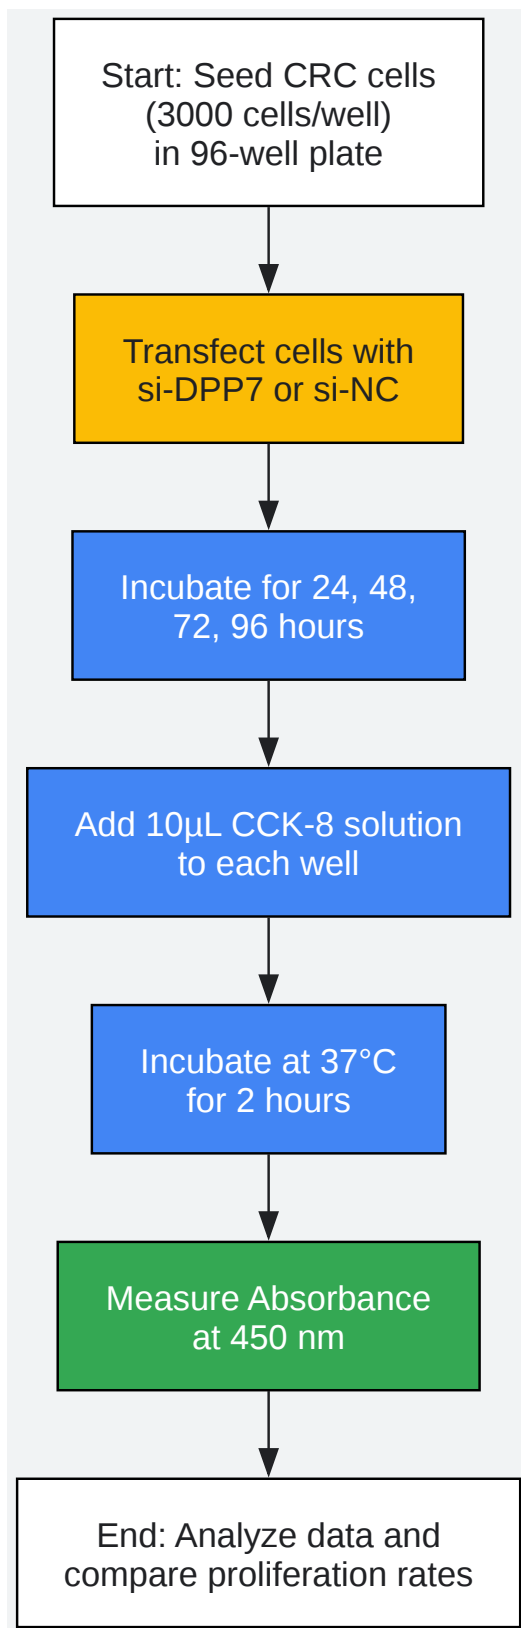 Start: Seed CRC cells
(3000 cells/well)
in 96-well plate
Transfect cells with
si-DPP7 or si-NC
Incubate for 24, 48,
72, 96 hours
Add 10µL CCK-8 solution
to each well
Incubate at 37°C
for 2 hours
Measure Absorbance
at 450 nm
End: Analyze data and
compare proliferation rates